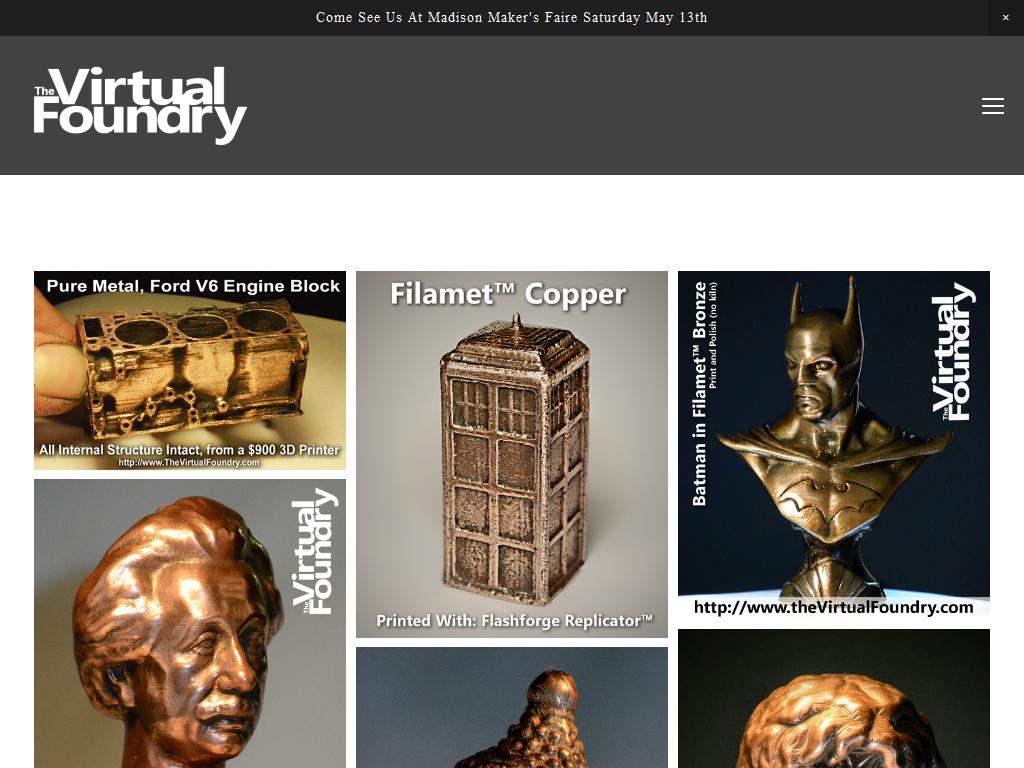 Come See Us At Madison Maker's Faire Saturday May 13th
×
The Virtual
Foundry
Pure Metal, Ford V6 Engine Block
All Internal Structure Intact, from a $900 3D Printer
http://www.TheVirtualFoundry.com
Filamet™ Copper
Printed With: Flashforge Replicator™
Batman in Filamet™ Bronze
Print and Polish (no kiln)
The Virtual
Foundry
http://www.theVirtualFoundry.com
The Virtual
Foundry